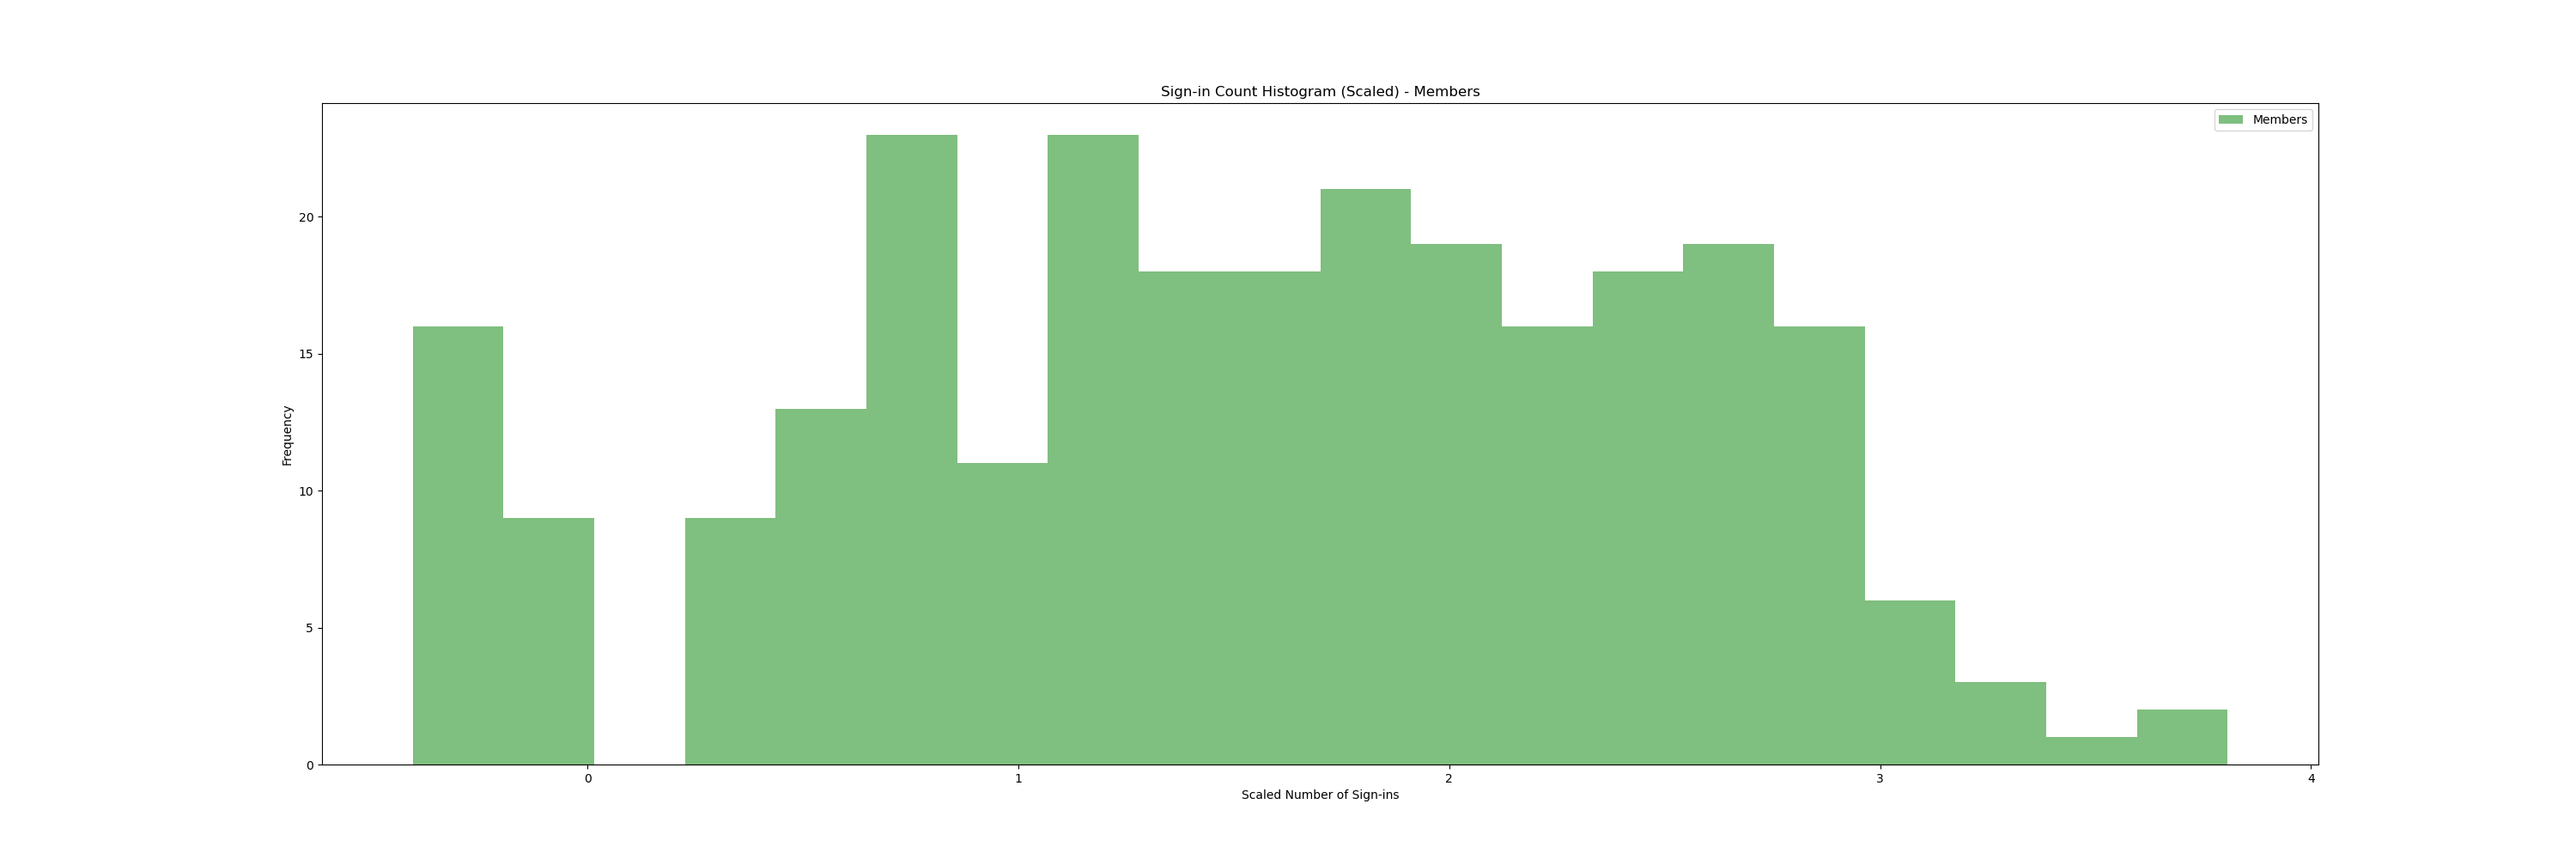 Sign-in Count Histogram (Scaled) - Members
Members
20
15
10
5
0
Frequency
0 1 2 3 4
Scaled Number of Sign-ins